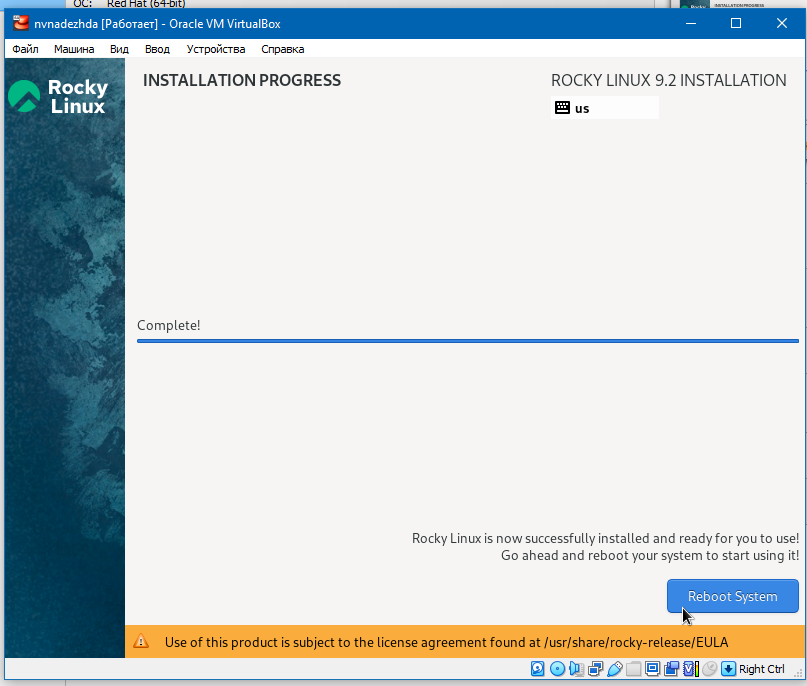 ОС: Red Hat (64-bit)
INSTALLATION PROGRESS
nvnadezhda [Работает] - Oracle VM VirtualBox
Файл Машина Вид Ввод Устройства Справка
Rocky
Linux
INSTALLATION PROGRESS
ROCKY LINUX 9.2 INSTALLATION
us
Complete!
Rocky Linux is now successfully installed and ready for you to use!
Go ahead and reboot your system to start using it!
Reboot System
Use of this product is subject to the license agreement found at /usr/share/rocky-release/EULA
Right Ctrl